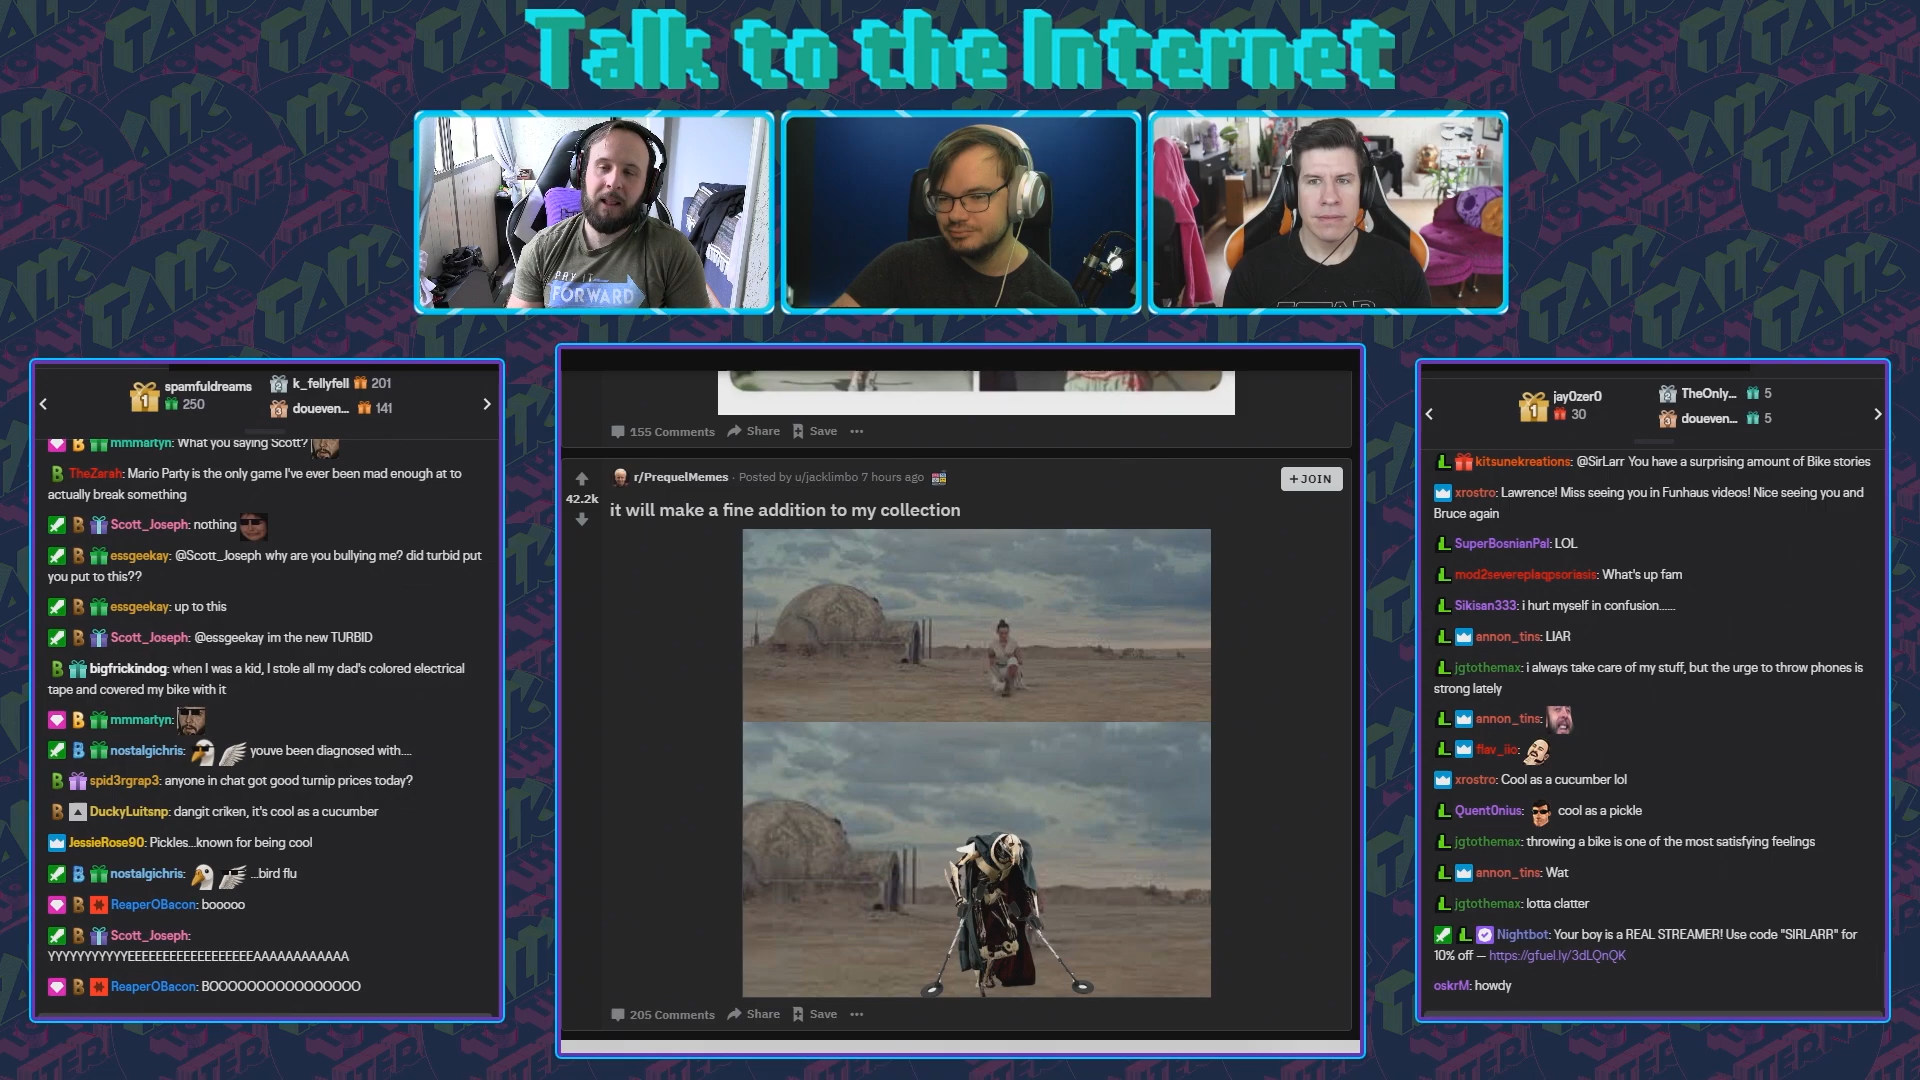 Talk to the Internet
PAY IT
FORWARD
spamfuldreams
250
k_fellyfell 201
doueven... 141
mmmartyn: What you saying Scott?
TheZarah: Mario Party is the only game I've ever been mad enough at to
actually break something
Scott_Joseph: nothing
essgeekay: @Scott_Joseph why are you bullying me? did turbid put
you put to this??
essgeekay: up to this
Scott_Joseph: @essgeekay im the new TURBID
bigfrickindog: when I was a kid, I stole all my dad's colored electrical
tape and covered my bike with it
mmmartyn:
nostalgichris: youve been diagnosed with....
spid3rgrap3: anyone in chat got good turnip prices today?
DuckyLuitsnp: dangit criken, it's cool as a cucumber
JessieRose90: Pickles...known for being cool
nostalgichris: ...bird flu
ReaperOBacon: booooo
Scott_Joseph:
YYYYYYYYYYYEEEEEEEEEEEEEEEEEEAAAAAAAAAAAA
ReaperOBacon: BOOOOOOOOOOOOOOOO
155 Comments Share Save
r/PrequelMemes · Posted by u/jacklimbo 7 hours ago
+ JOIN
42.2k
it will make a fine addition to my collection
205 Comments Share Save
jay0zer0
30
TheOnly... 5
doueven... 5
kitsunekreations: @SirLarr You have a surprising amount of Bike stories
xrostro: Lawrence! Miss seeing you in Funhaus videos! Nice seeing you and
Bruce again
SuperBosnianPal: LOL
mod2severeplaqpsoriasis: What's up fam
Sikisan333: i hurt myself in confusion......
annon_tins: LIAR
jgtothemax: i always take care of my stuff, but the urge to throw phones is
strong lately
annon_tins:
flav_iio:
xrostro: Cool as a cucumber lol
Quent0nius: cool as a pickle
jgtothemax: throwing a bike is one of the most satisfying feelings
annon_tins: Wat
jgtothemax: lotta clatter
Nightbot: Your boy is a REAL STREAMER! Use code "SIRLARR" for
10% off — https://gfuel.ly/3dLQnQK
oskrM: howdy